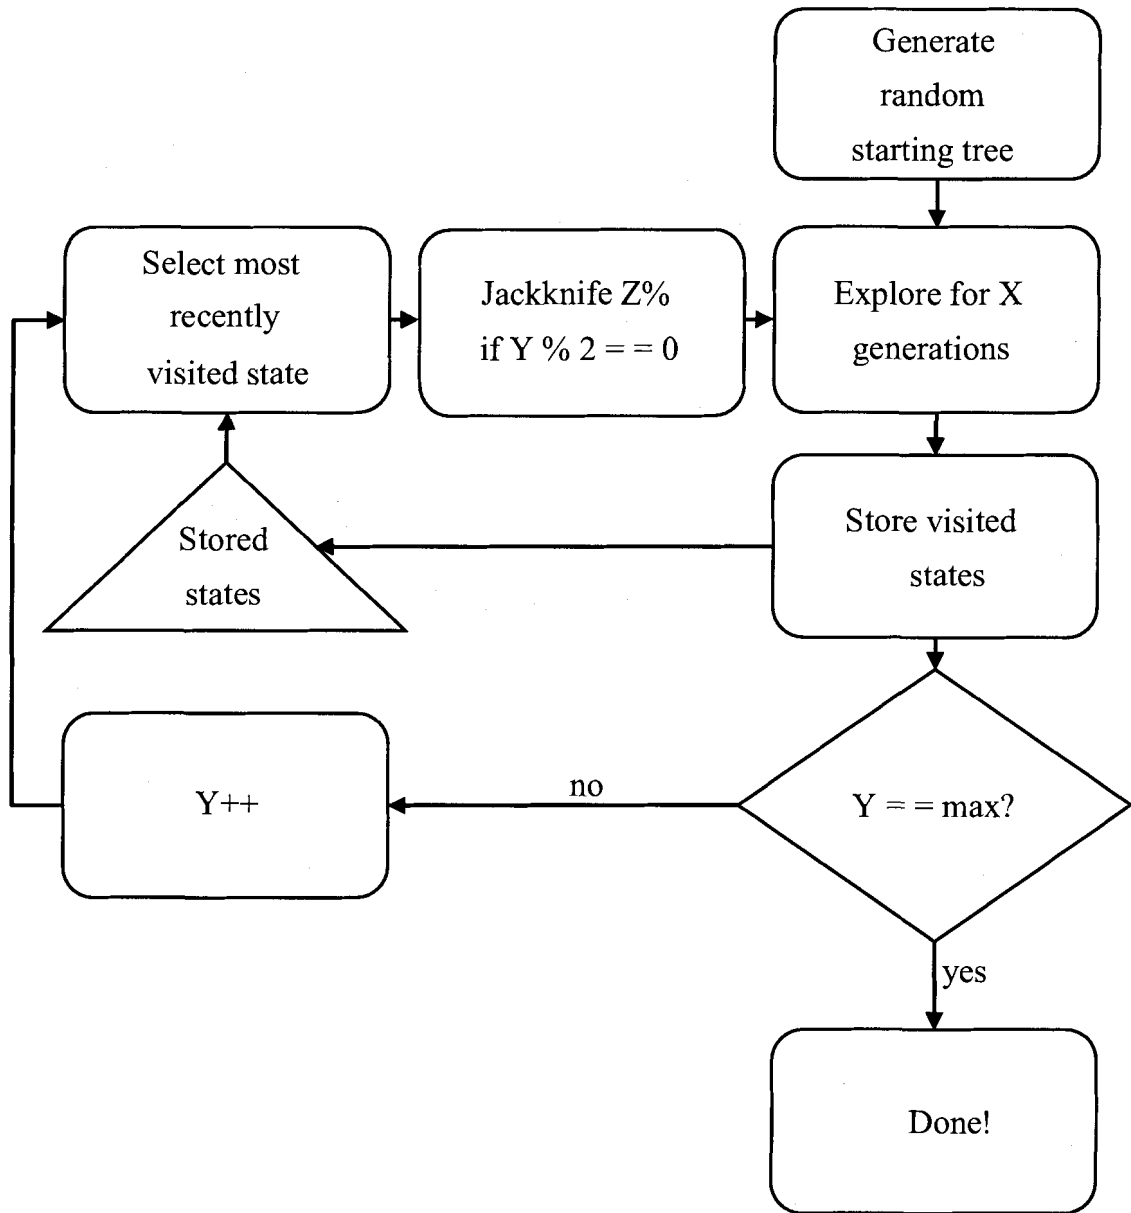 Generate
random
starting tree
Select most
recently
visited state
Jackknife Z%
if Y % 2 = = 0
Explore for X
generations
Stored
states
Store visited
states
Y++
no
Y = = max?
yes
Done!